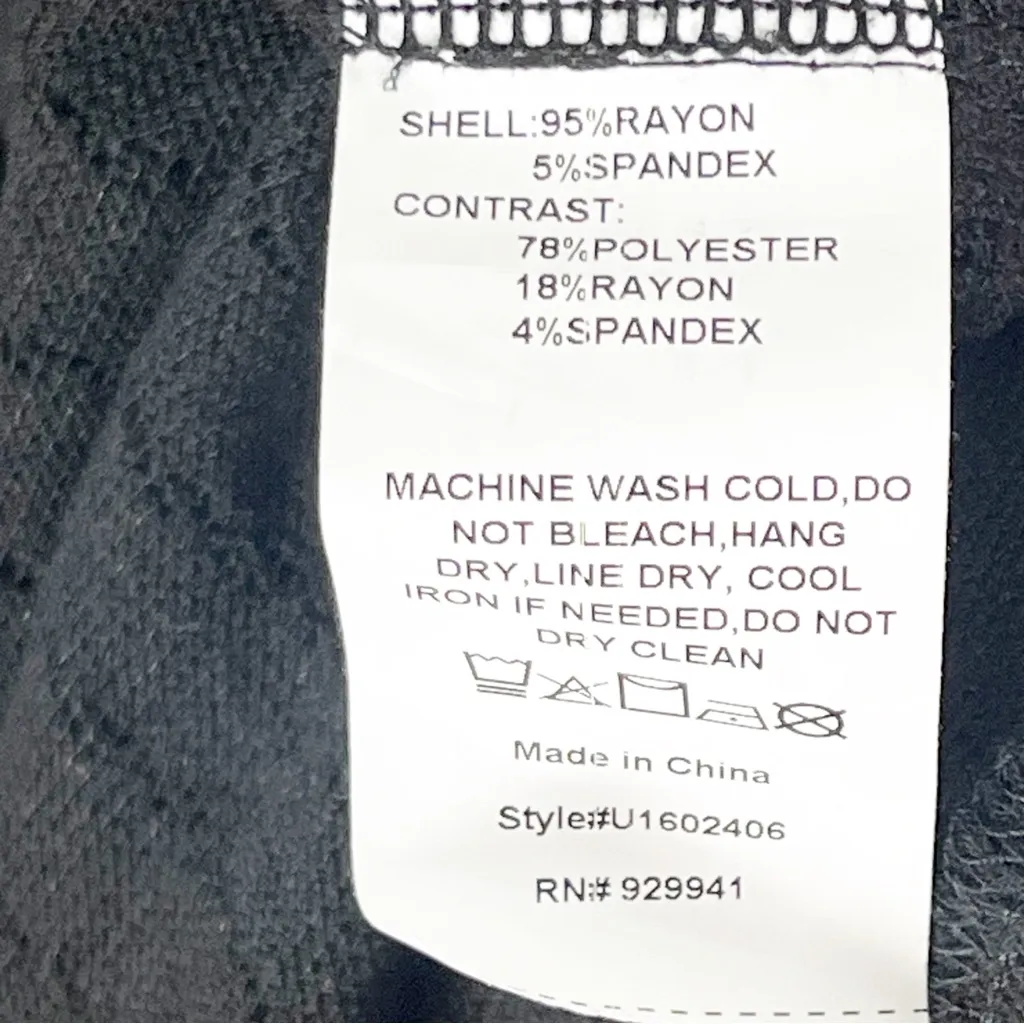 SHELL:95%RAYON
5%SPANDEX
CONTRAST:
78%POLYESTER
18%RAYON
4%SPANDEX
MACHINE WASH COLD,DO
NOT BLEACH,HANG
DRY,LINE DRY, COOL
IRON IF NEEDED,DO NOT
DRY CLEAN
Made in China
Style:#U1602406
RN:# 929941